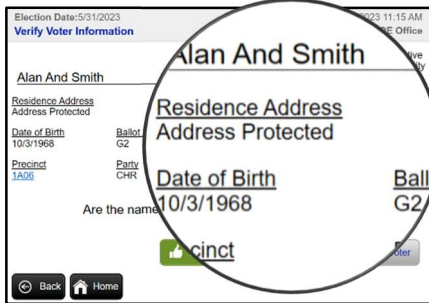 Election Date:5/31/2023
2023 11:15 AM
Verify Voter Information
Office
Alan And Smith
Alan And Smith
Residence Address
Address Protected
Residence Address
Address Protected
Date of Birth
Ballot
10/3/1968
G2
Date of Birth
Ball
10/3/1968
G2
Precinct
Party
1A06
CHR
Are the name
cinct
oter
Back
Home